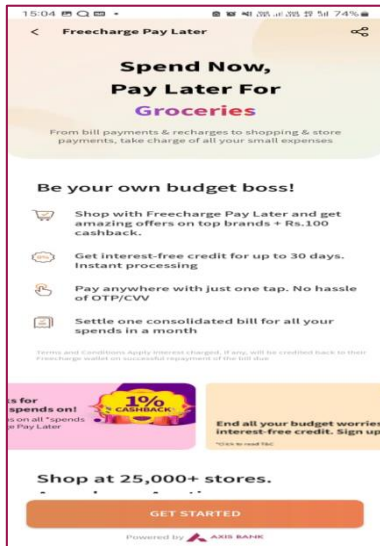 15:04
74%
Freecharge Pay Later
Spend Now,
Pay Later For
Groceries
From bill payments & recharges to shopping & store
payments, take charge of all your small expenses
Be your own budget boss!
Shop with Freecharge Pay Later and get
amazing offers on top brands + Rs.100
cashback.
Get interest-free credit for up to 30 days.
Instant processing
Pay anywhere with just one tap. No hassle
of OTP/CVV
Settle one consolidated bill for all your
spends in a month
Terms and Conditions Apply Interest charged, if any, will be credited back to their
Freecharge wallet on successful repayment of the bill due
ks for
spends on!
s on all *spends
e Pay Later
1%
CASHBACK
End all your budget worries
interest-free credit. Sign up
*Click to read T&C
Shop at 25,000+ stores.
GET STARTED
Powered by AXIS BANK